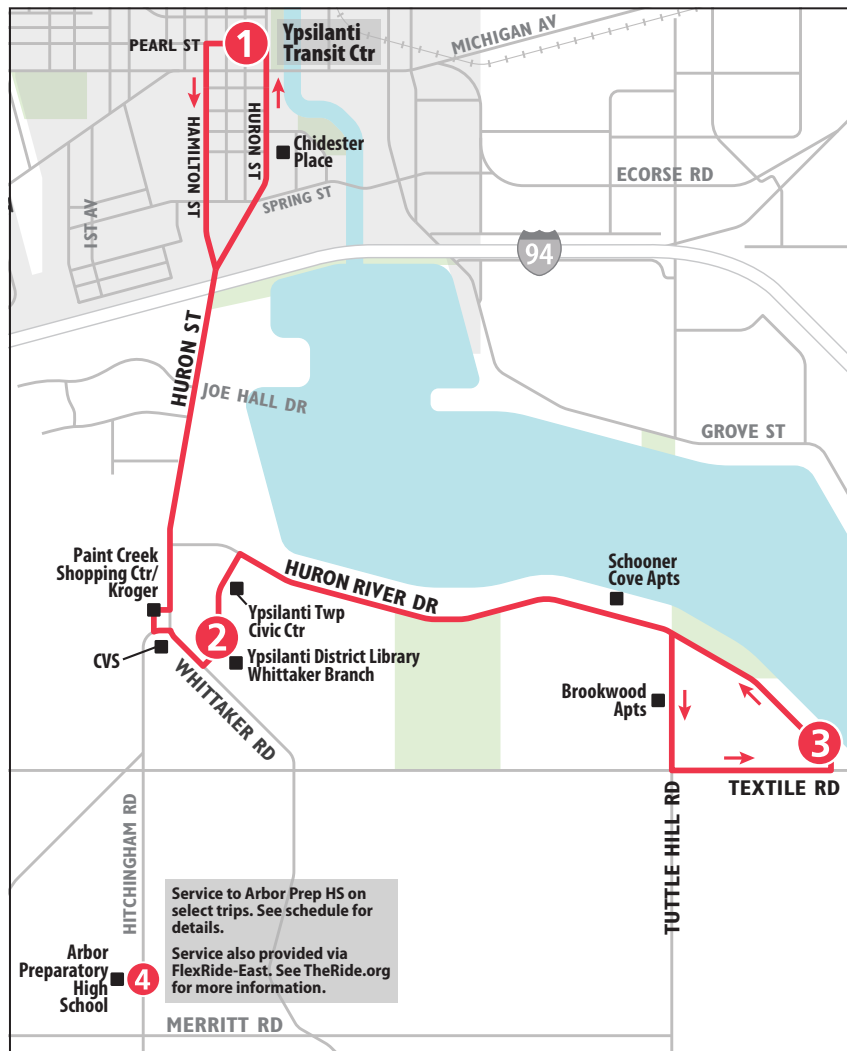 PEARL ST
1
Ypsilanti
Transit Ctr
MICHIGAN AV
HAMILTON ST
HURON ST
Chidester
Place
ECORSE RD
SPRING ST
I ST AV
94
HURON ST
JOE HALL DR
GROVE ST
Paint Creek
Shopping Ctr/
Kroger
HURON RIVER DR
Schooner
Cove Apts
Ypsilanti Twp
Civic Ctr
2
CVS
Ypsilanti District Library
Whittaker Branch
WHITTAKER RD
Brookwood
Apts
3
TEXTILE RD
HITCHINGHAM RD
TUTTLE HILL RD
Service to Arbor Prep HS on
select trips. See schedule for
details.
Service also provided via
FlexRide-East. See TheRide.org
for more information.
Arbor
Preparatory
High
School
4
MERRITT RD